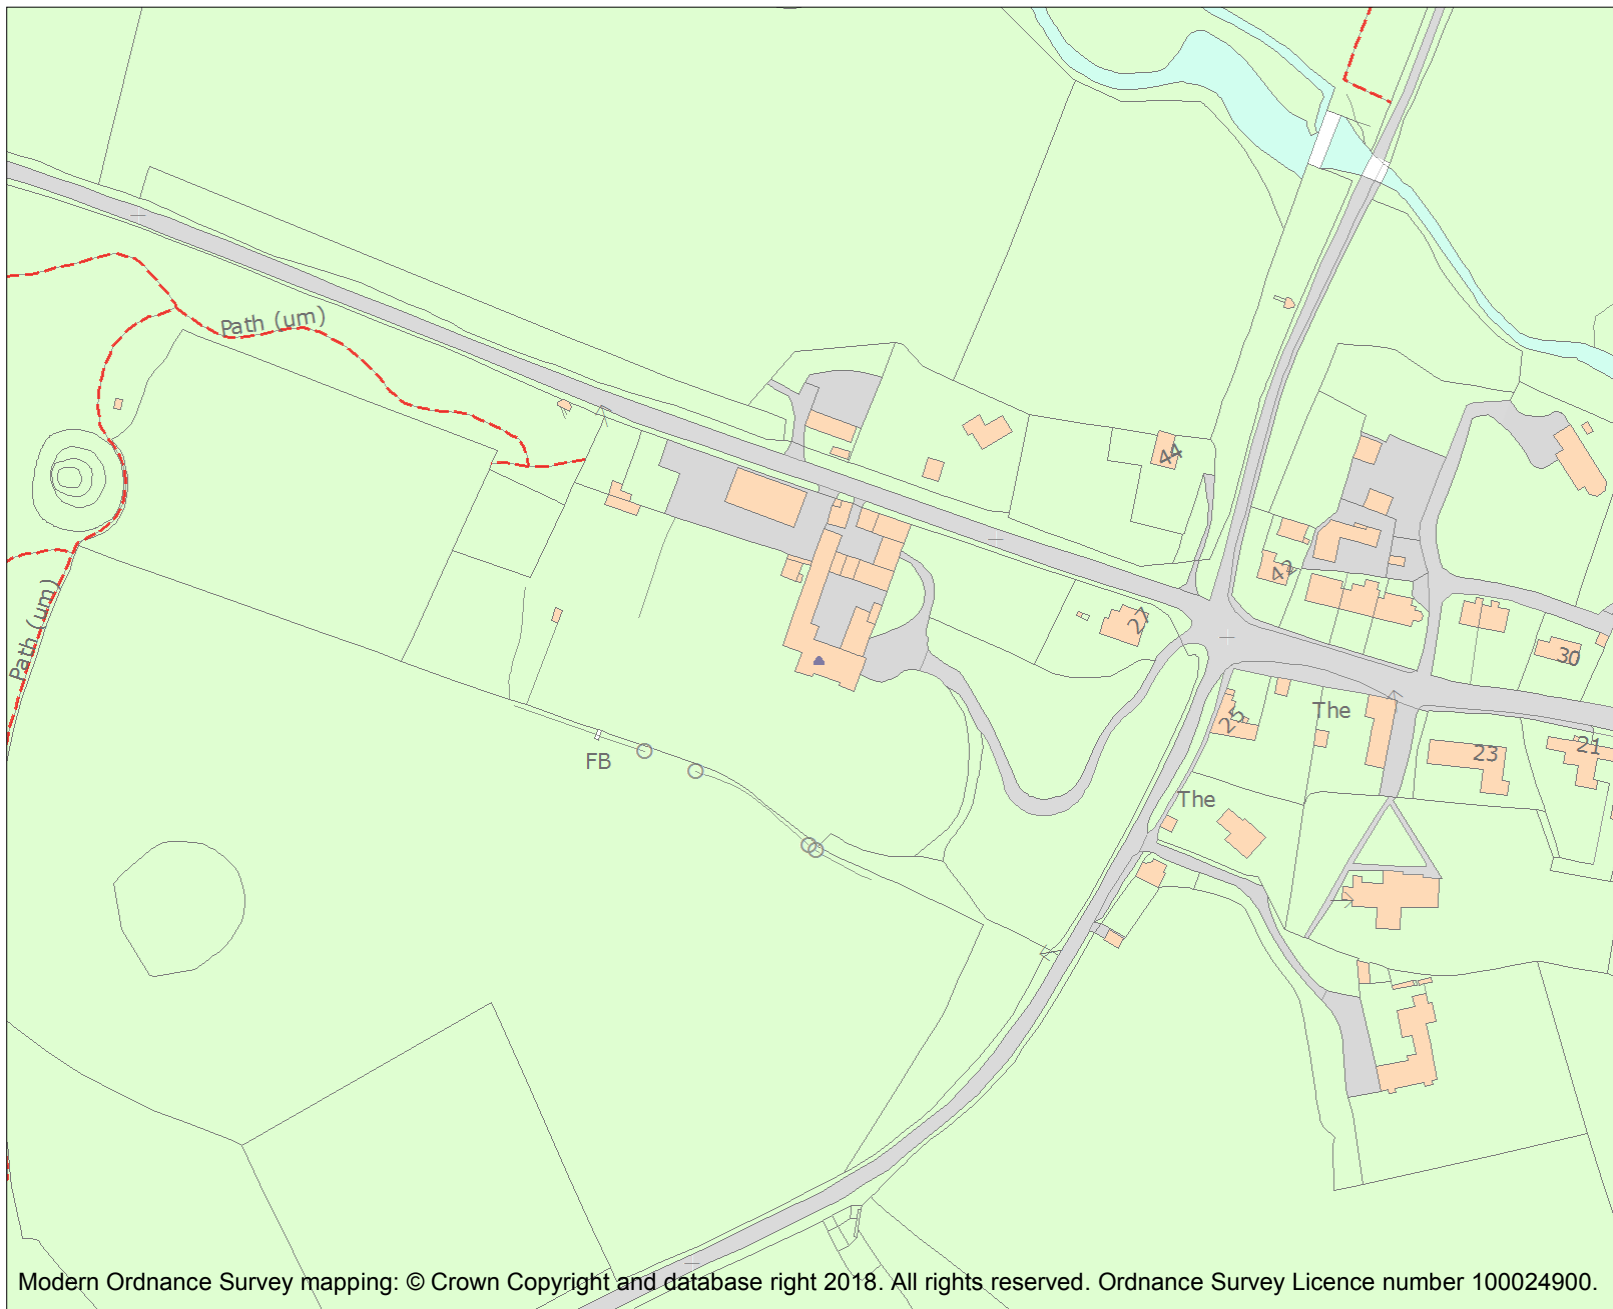 Path (um)
44
42
27
Path (um)
30
The
25
23
21
FB
The
Modern Ordnance Survey mapping: © Crown Copyright and database right 2018. All rights reserved. Ordnance Survey Licence number 100024900.